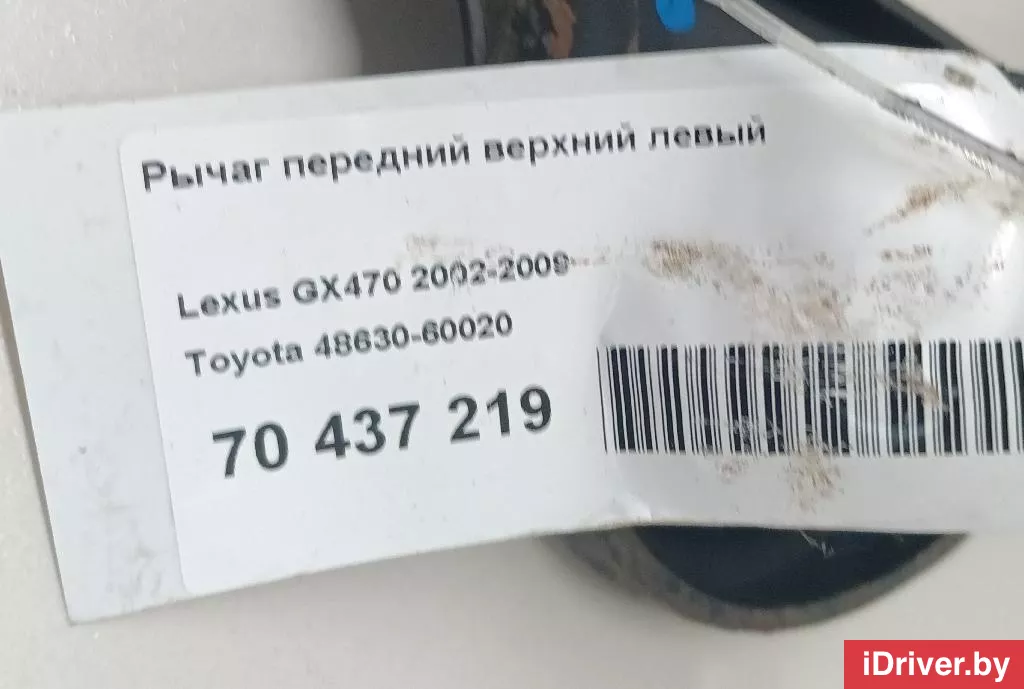 Рычаг передний верхний левый
Lexus GX470 2002-2009
Toyota 48630-60020
70 437 219
iDriver.by